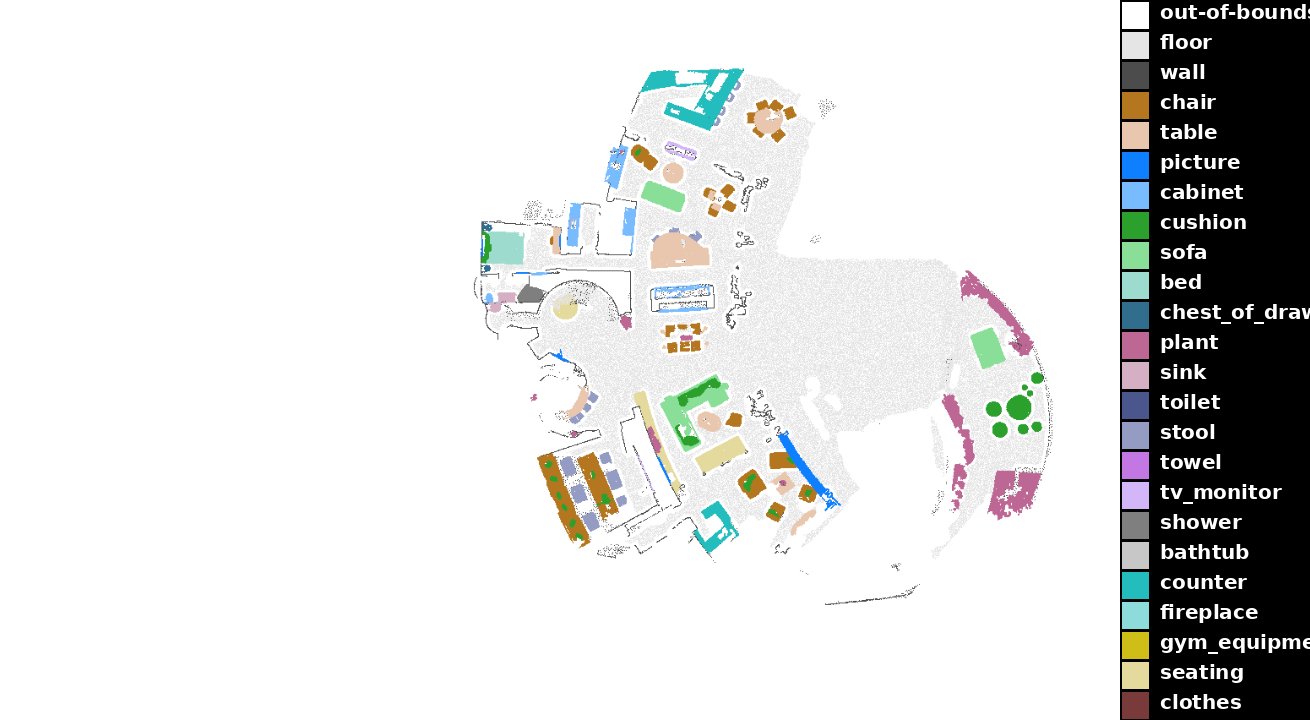 out-of-bounds
floor
wall
chair
table
picture
cabinet
cushion
sofa
bed
chest_of_draw
plant
sink
toilet
stool
towel
tv_monitor
shower
bathtub
counter
fireplace
gym_equipme
seating
clothes